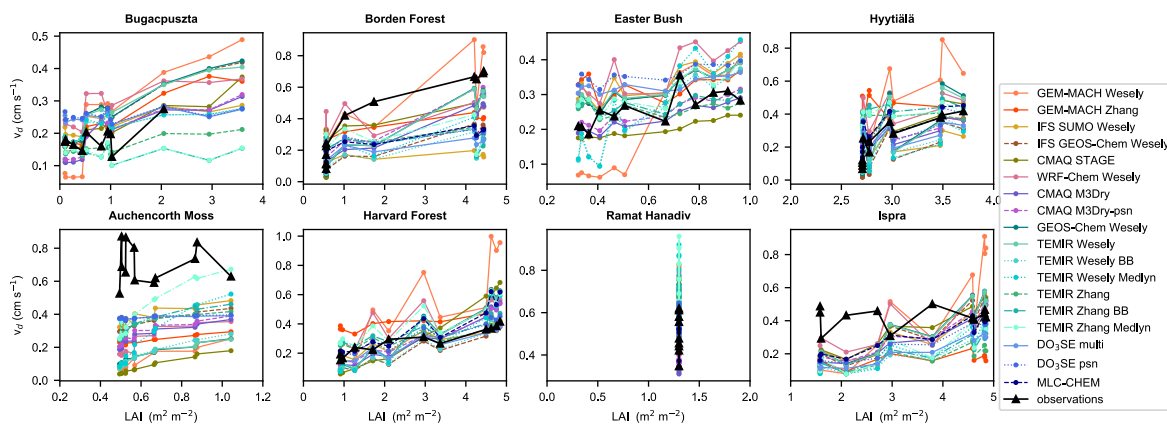 Bugacpuszta
Borden Forest
Easter Bush
Hyytiälä
v_d (cm s⁻¹)
0.5
0.4
0.3
0.2
0.1
0 1 2 3 4
0.8
0.6
0.4
0.2
0.0
0 1 2 3 4 5
0.4
0.3
0.2
0.1
0.0
0.2 0.4 0.6 0.8 1.0
0.8
0.6
0.4
0.2
0.0
2.0 2.5 3.0 3.5 4.0
Auchencorth Moss
Harvard Forest
Ramat Hanadiv
Ispra
v_d (cm s⁻¹)
0.8
0.6
0.4
0.2
0.0
0.2 0.4 0.6 0.8 1.0 1.2
LAI (m² m⁻²)
1.0
0.8
0.6
0.4
0.2
0 1 2 3 4 5
LAI (m² m⁻²)
0.8
0.6
0.4
0.0 0.5 1.0 1.5 2.0
LAI (m² m⁻²)
0.8
0.6
0.4
0.2
1 2 3 4 5
LAI (m² m⁻²)
GEM-MACH Wesely
GEM-MACH Zhang
IFS SUMO Wesely
IFS GEOS-Chem Wesely
CMAQ STAGE
WRF-Chem Wesely
CMAQ M3Dry
CMAQ M3Dry-psn
GEOS-Chem Wesely
TEMIR Wesely
TEMIR Wesely BB
TEMIR Wesely Medlyn
TEMIR Zhang
TEMIR Zhang BB
TEMIR Zhang Medlyn
DO₃SE multi
DO₃SE psn
MLC-CHEM
observations